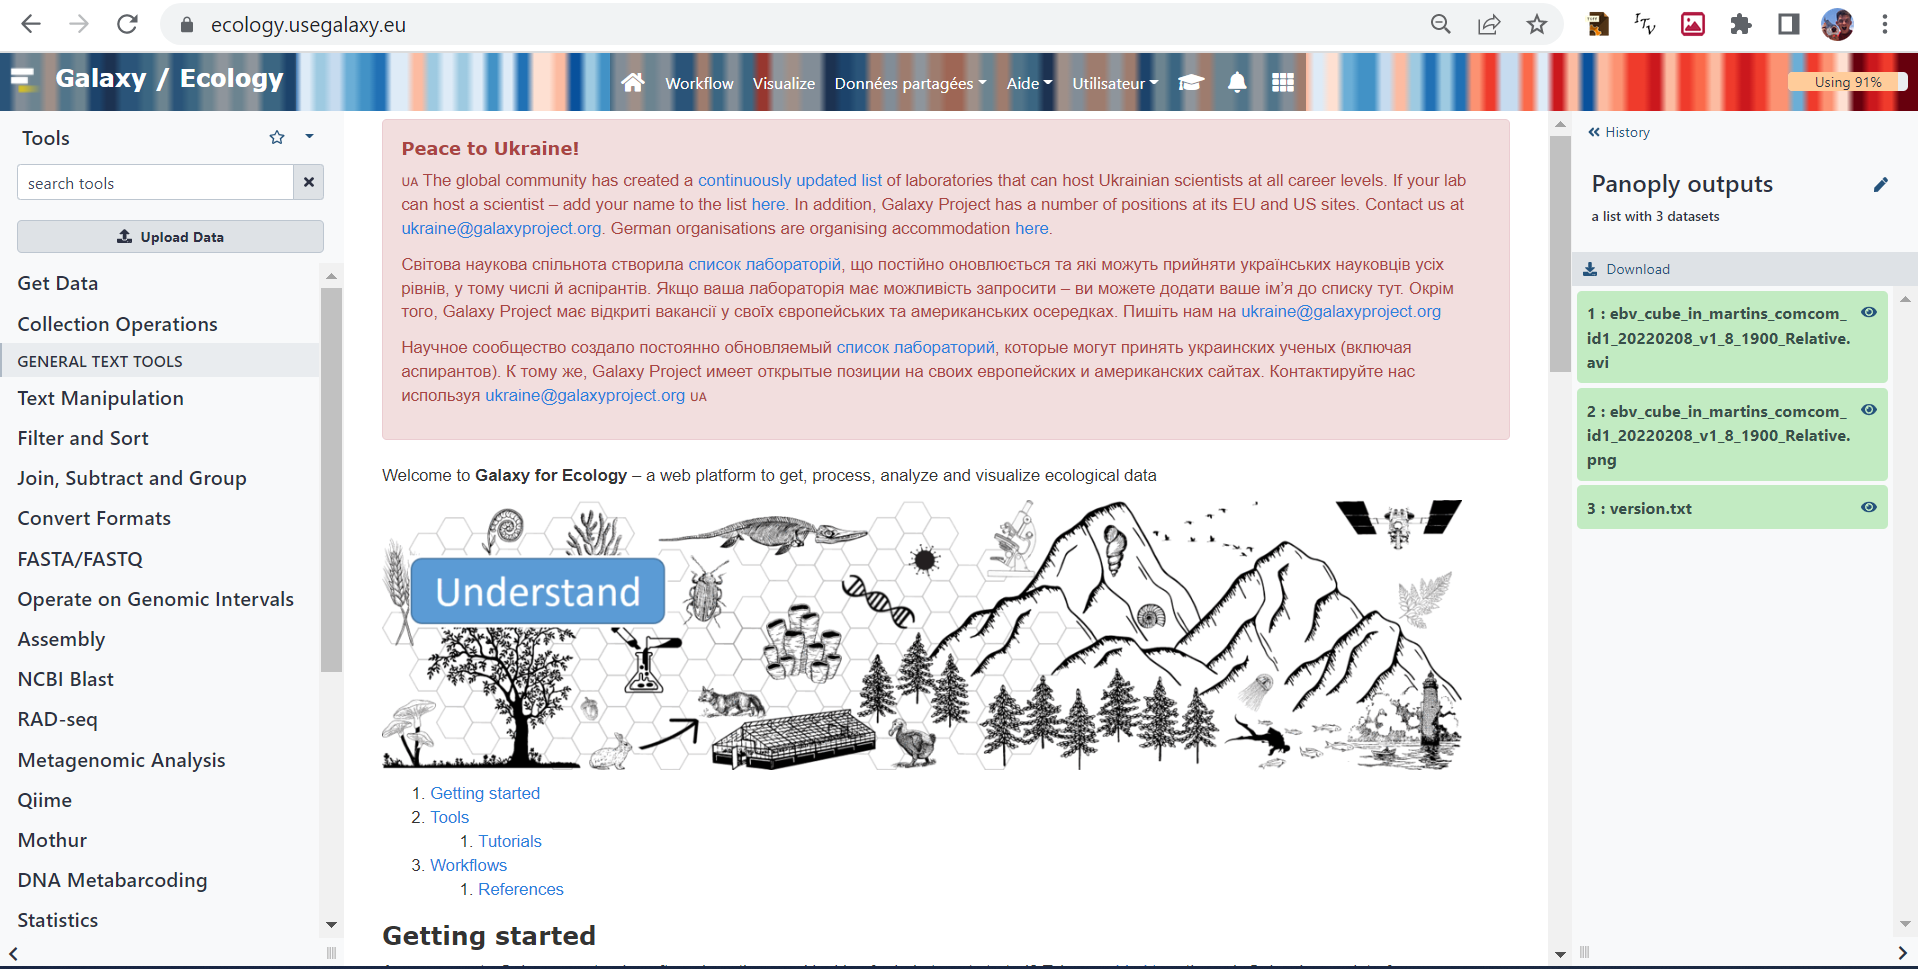 ecology.usegalaxy.eu
Galaxy / Ecology
Workflow Visualize Données partagées Aide Utilisateur
Using 91%
Tools
search tools
Upload Data
Get Data
Collection Operations
GENERAL TEXT TOOLS
Text Manipulation
Filter and Sort
Join, Subtract and Group
Convert Formats
FASTA/FASTQ
Operate on Genomic Intervals
Assembly
NCBI Blast
RAD-seq
Metagenomic Analysis
Qiime
Mothur
DNA Metabarcoding
Statistics
Peace to Ukraine!
UA The global community has created a continuously updated list of laboratories that can host Ukrainian scientists at all career levels. If your lab
can host a scientist – add your name to the list here. In addition, Galaxy Project has a number of positions at its EU and US sites. Contact us at
ukraine@galaxyproject.org. German organisations are organising accommodation here.
Світова наукова спільнота створила список лабораторій, що постійно оновлюється та які можуть прийняти українських науковців усіх
рівнів, у тому числі й аспірантів. Якщо ваша лабораторія має можливість запросити – ви можете додати ваше ім’я до списку тут. Окрім
того, Galaxy Project має відкриті вакансії у своїх європейських та американських осередках. Пишіть нам на ukraine@galaxyproject.org
Научное сообщество создало постоянно обновляемый список лабораторий, которые могут принять украинских ученых (включая
аспирантов). К тому же, Galaxy Project имеет открытые позиции на своих европейских и американских сайтах. Контактируйте нас
используя ukraine@galaxyproject.org UA
Welcome to Galaxy for Ecology – a web platform to get, process, analyze and visualize ecological data
Understand
1. Getting started
2. Tools
1. Tutorials
3. Workflows
1. References
Getting started
History
Panoply outputs
a list with 3 datasets
Download
1 : ebv_cube_in_martins_comcom_
id1_20220208_v1_8_1900_Relative.
avi
2 : ebv_cube_in_martins_comcom_
id1_20220208_v1_8_1900_Relative.
png
3 : version.txt